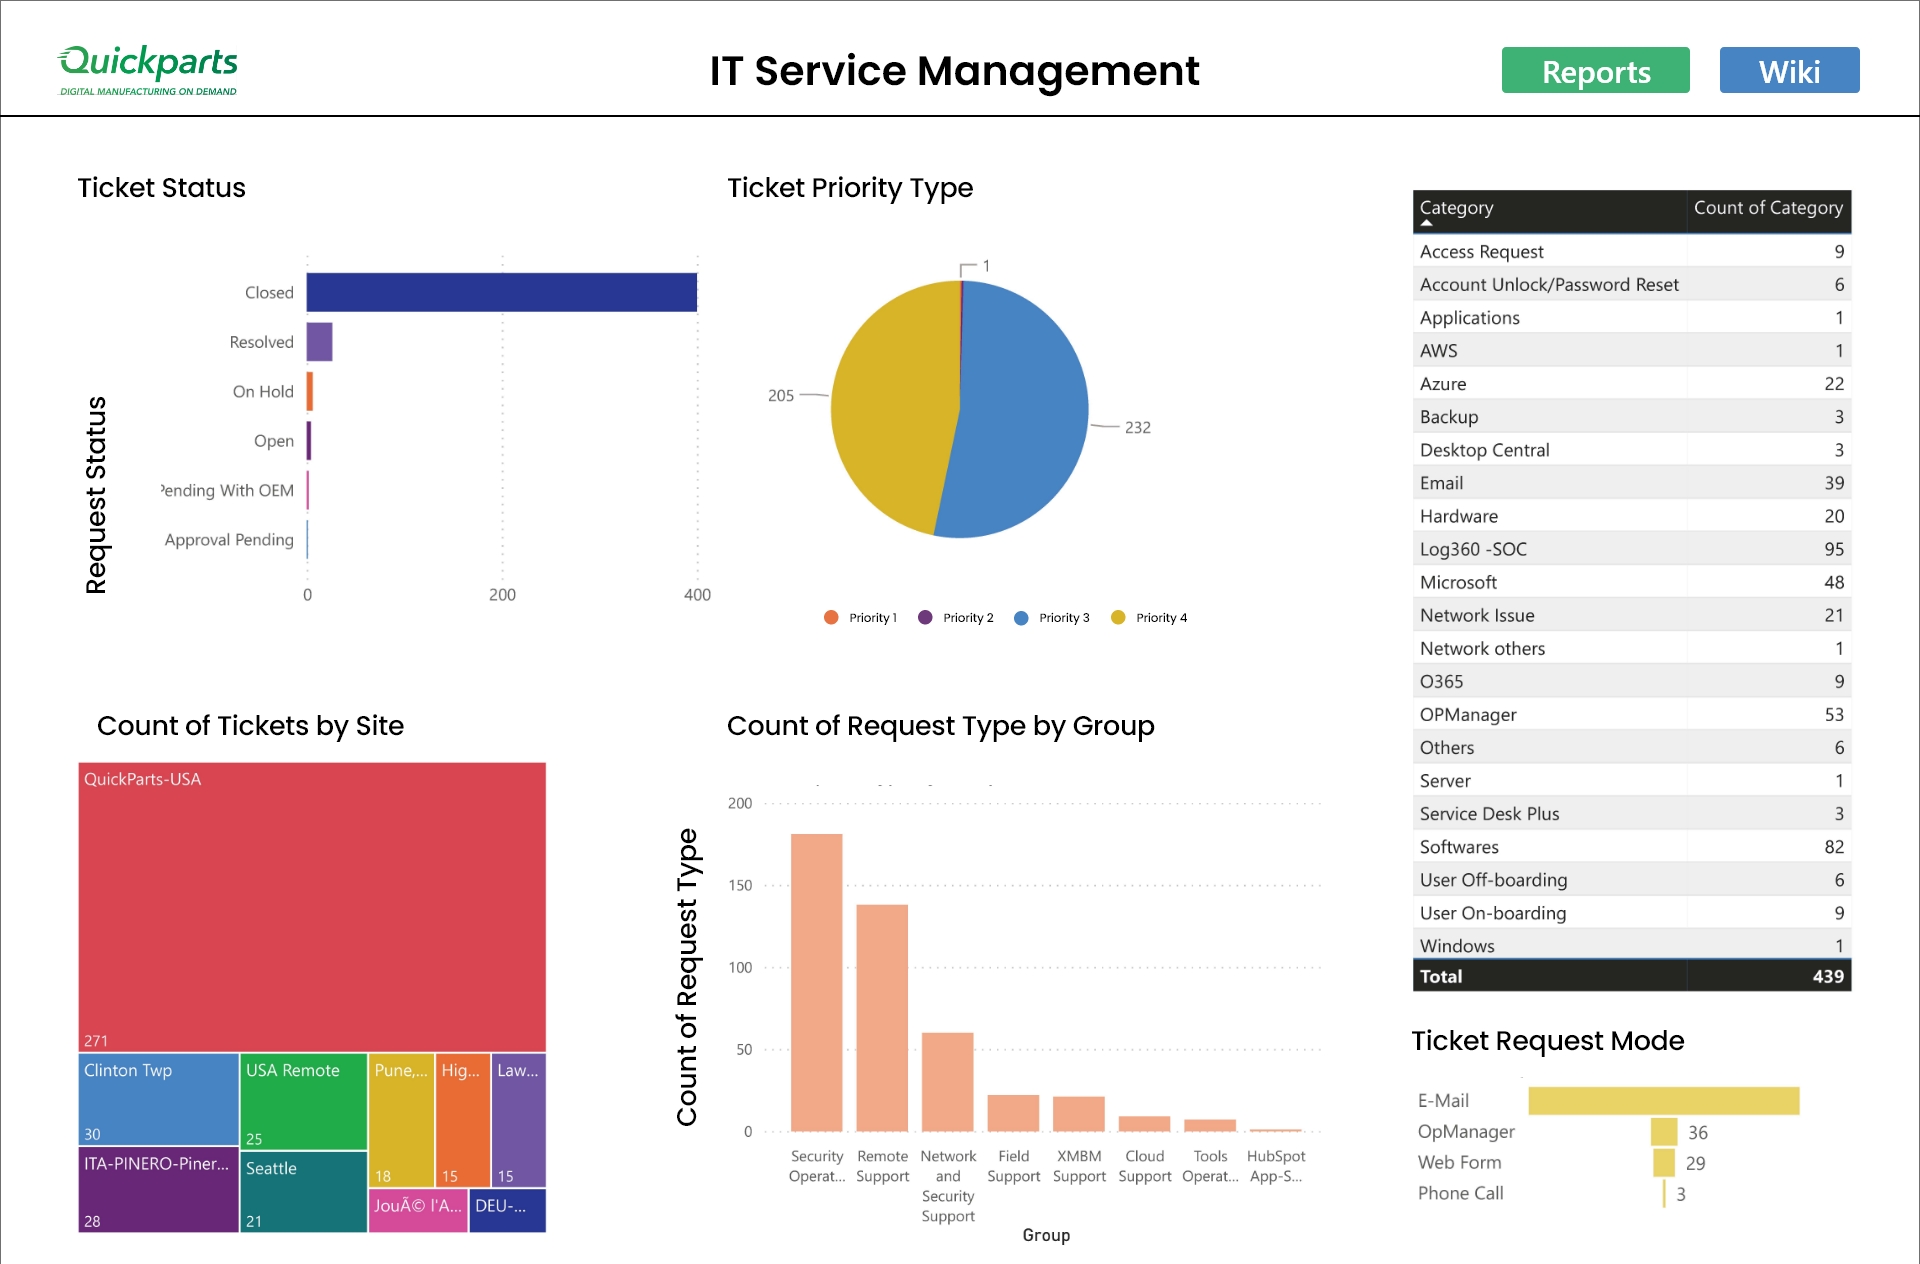 Quickparts
DIGITAL MANUFACTURING ON DEMAND
IT Service Management
Reports
Wiki
Ticket Status
Request Status
Closed
Resolved
On Hold
Open
Pending With OEM
Approval Pending
0 200 400
Ticket Priority Type
1
205
232
Priority 1 Priority 2 Priority 3 Priority 4
Category Count of Category
Access Request 9
Account Unlock/Password Reset 6
Applications 1
AWS 1
Azure 22
Backup 3
Desktop Central 3
Email 39
Hardware 20
Log360 -SOC 95
Microsoft 48
Network Issue 21
Network others 1
O365 9
OPManager 53
Others 6
Server 1
Service Desk Plus 3
Softwares 82
User Off-boarding 6
User On-boarding 9
Windows 1
Total 439
Count of Tickets by Site
QuickParts-USA
271
Clinton Twp
30
ITA-PINERO-Piner...
28
USA Remote
25
Seattle
21
Pune,...
18
Hig...
15
Law...
15
JouÃ© l'A...
DEU-...
Count of Request Type by Group
Count of Request Type
200
150
100
50
0
Security
Operat...
Remote
Support
Network
and
Security
Support
Field
Support
XMBM
Support
Cloud
Support
Tools
Operat...
HubSpot
App-S...
Group
Ticket Request Mode
E-Mail
OpManager 36
Web Form 29
Phone Call 3